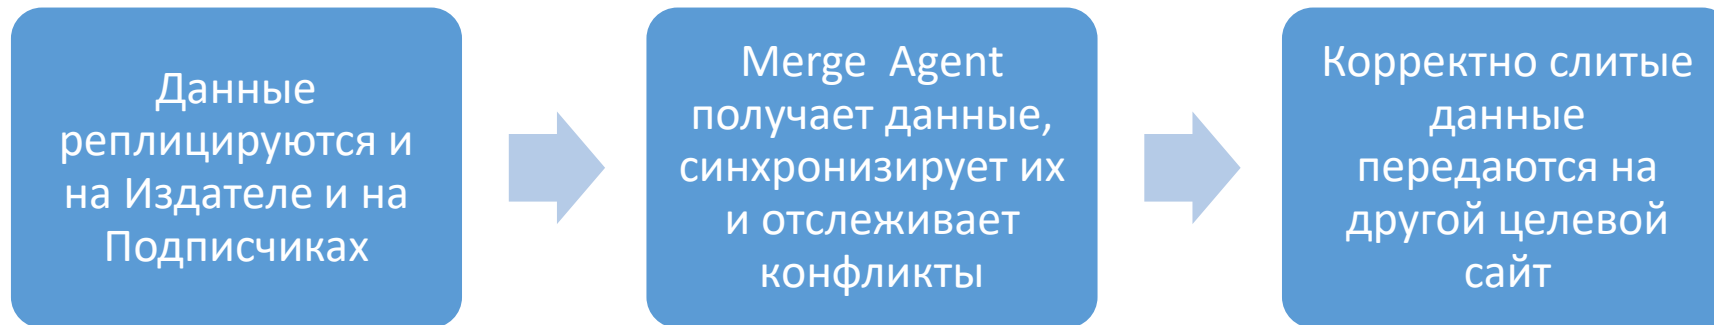 Данные
реплицируются и
на Издателе и на
Подписчиках
Merge Agent
получает данные,
синхронизирует их
и отслеживает
конфликты
Корректно слитые
данные
передаются на
другой целевой
сайт